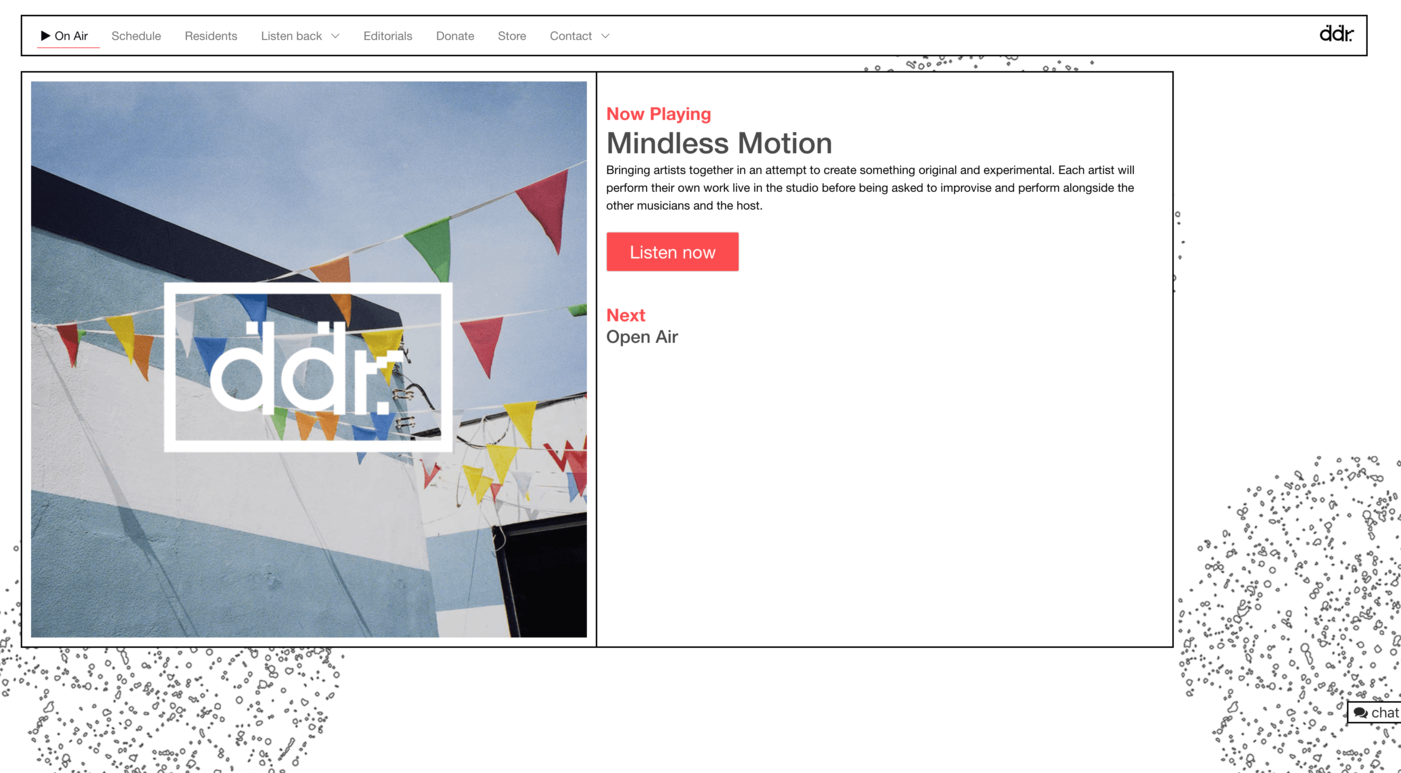 On Air Schedule Residents Listen back Editorials Donate Store Contact ddr.
ddr.
Now Playing
Mindless Motion
Bringing artists together in an attempt to create something original and experimental. Each artist will
perform their own work live in the studio before being asked to improvise and perform alongside the
other musicians and the host.
Listen now
Next
Open Air
chat